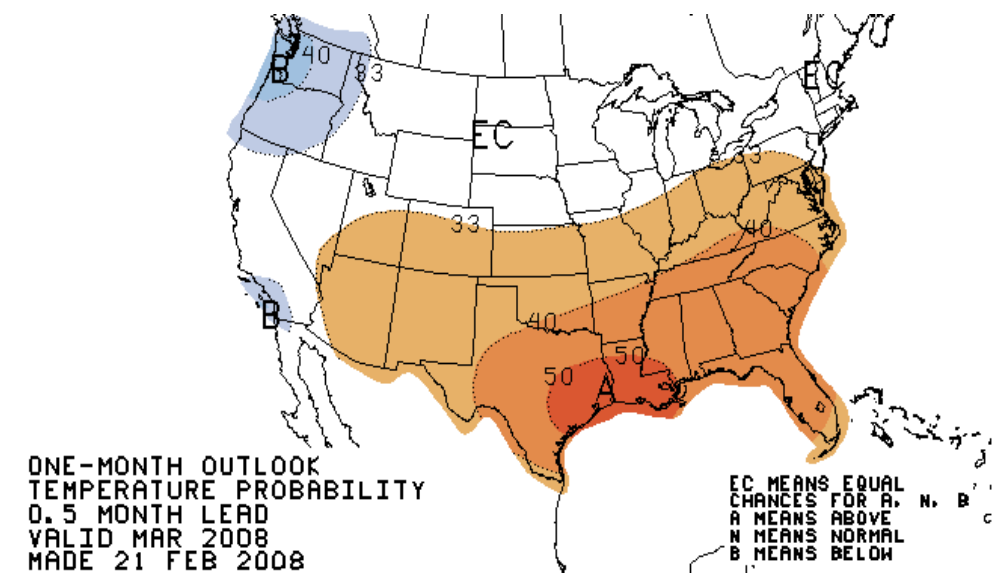 B
40
33
EC
EC
33
33
40
B
40
50
50
A
ONE-MONTH OUTLOOK
TEMPERATURE PROBABILITY
0.5 MONTH LEAD
VALID MAR 2008
MADE 21 FEB 2008
EC MEANS EQUAL
CHANCES FOR A, N, B
A MEANS ABOVE
N MEANS NORMAL
B MEANS BELOW